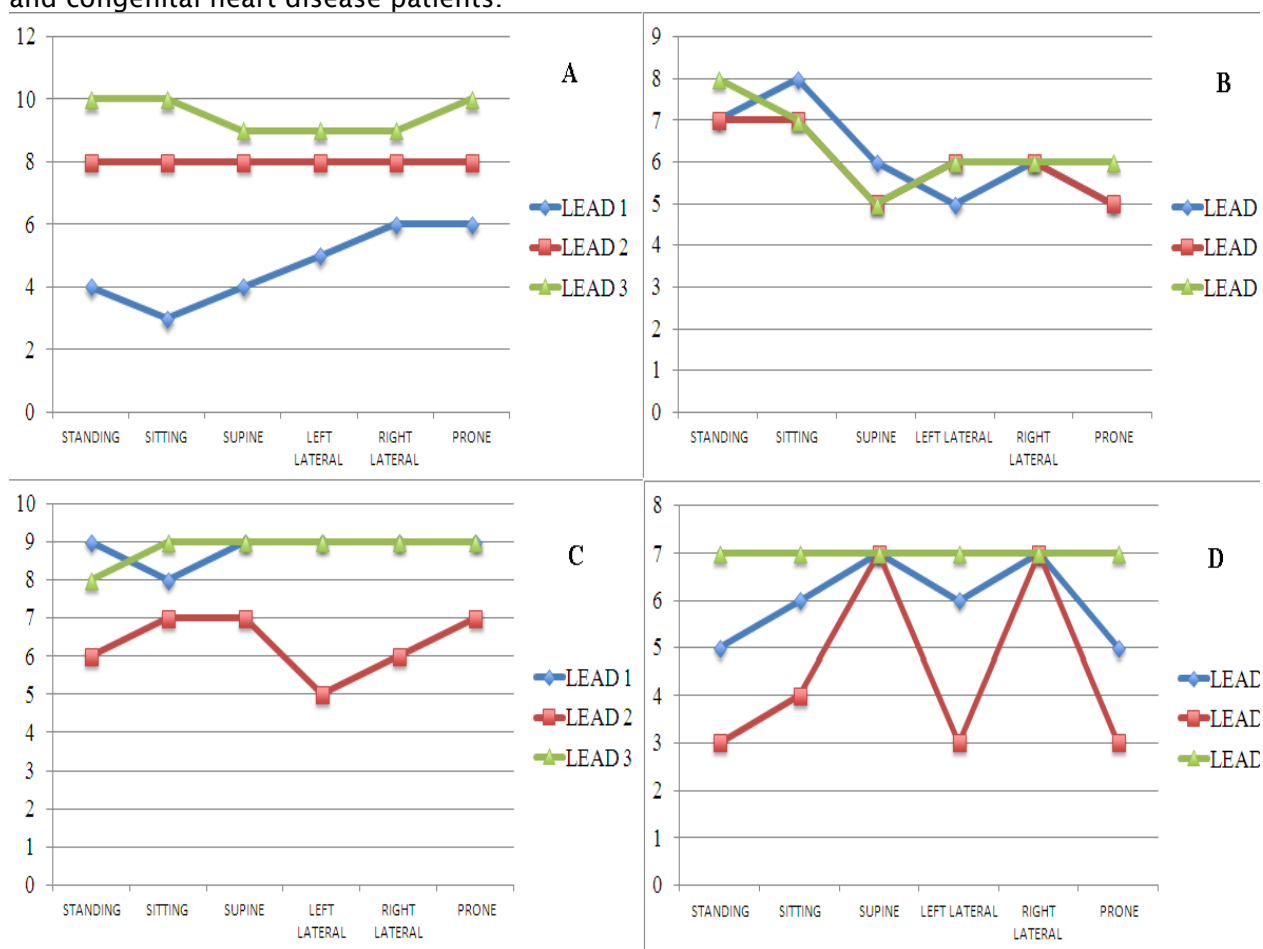 and congenital heart disease patients.
A
12
10
8
6
4
2
0
STANDING SITTING SUPINE LEFT LATERAL RIGHT LATERAL PRONE
LEAD 1
LEAD 2
LEAD 3
B
9
8
7
6
5
4
3
2
1
0
STANDING SITTING SUPINE LEFT LATERAL RIGHT LATERAL PRONE
LEAD
LEAD
LEAD
C
10
9
8
7
6
5
4
3
2
1
0
STANDING SITTING SUPINE LEFT LATERAL RIGHT LATERAL PRONE
LEAD 1
LEAD 2
LEAD 3
D
8
7
6
5
4
3
2
1
0
STANDING SITTING SUPINE LEFT LATERAL RIGHT LATERAL PRONE
LEAD
LEAD
LEAD